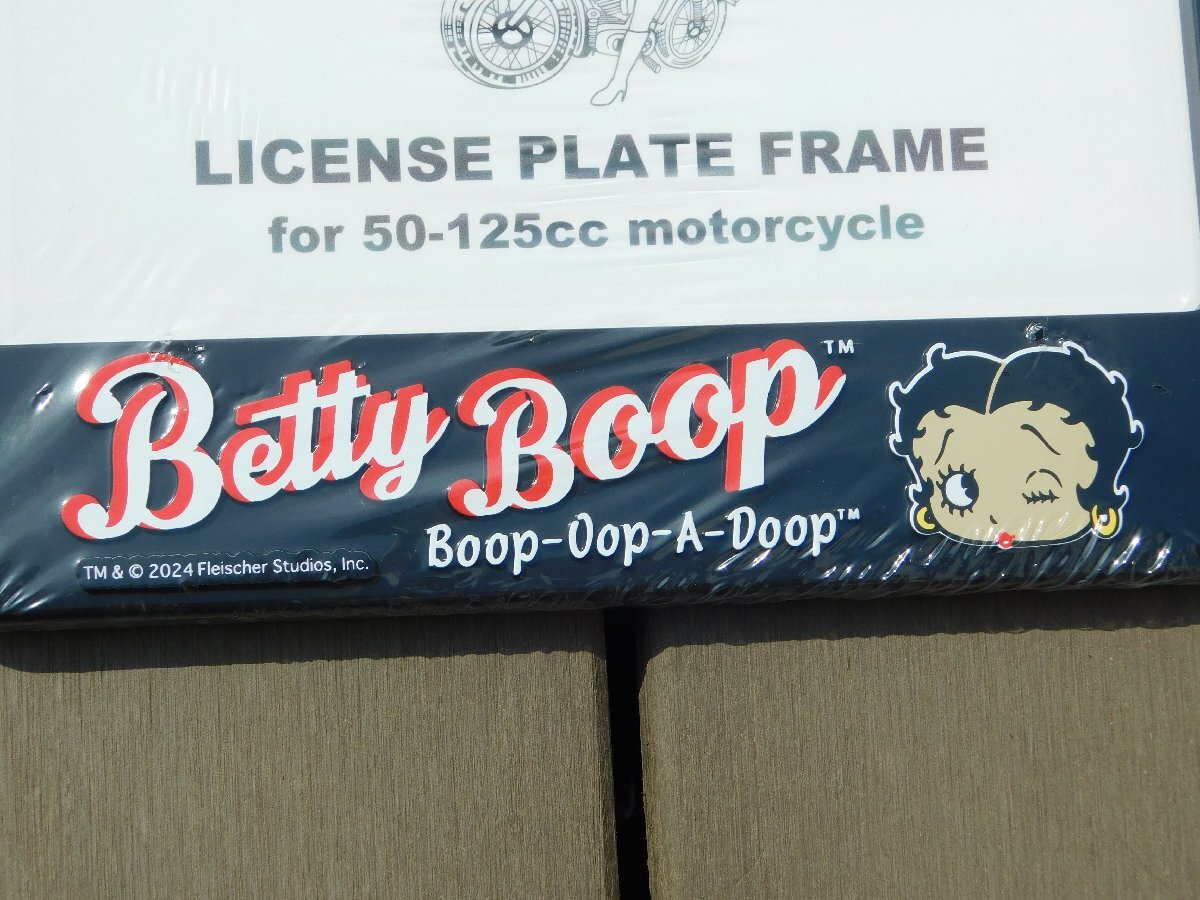 LICENSE PLATE FRAME
for 50-125cc motorcycle
Betty Boop™
Boop-Oop-A-Doop™
TM & © 2024 Fleischer Studios, Inc.